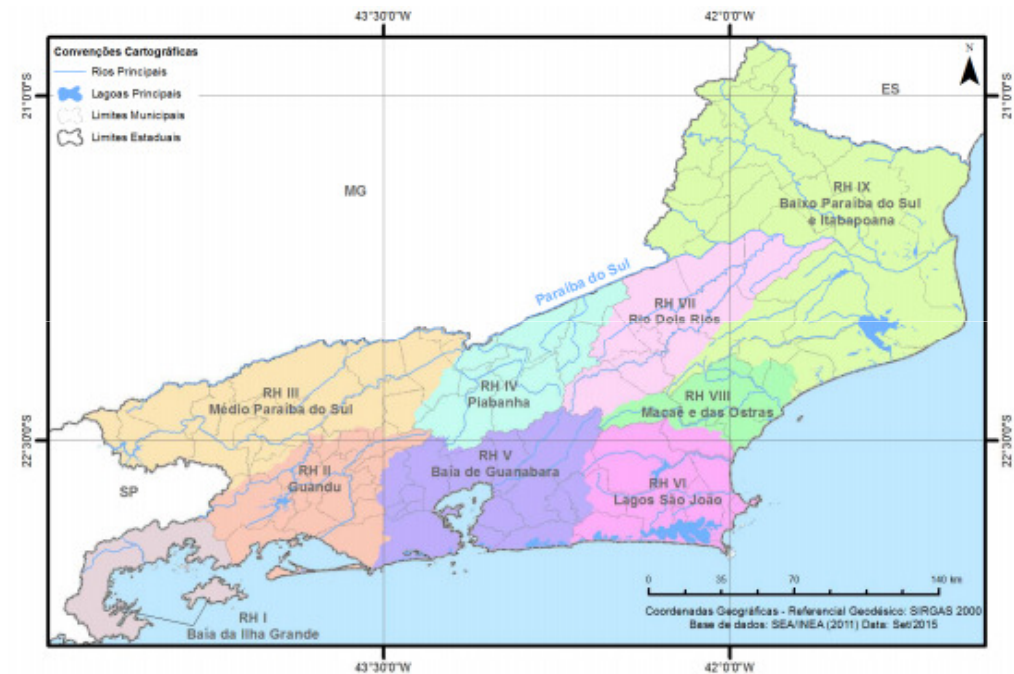 43°30'0"W
42°0'0"W
Convenções Cartográficas
Rios Principais
Lagoas Principais
Limites Municipais
Limites Estaduais
N
ES
21°0'0"S
21°0'0"S
MG
RH IX
Baixo Paraíba do Sul
e Itabapoana
Paraíba do Sul
RH VII
Rio Dois Rios
RH III
Médio Paraíba do Sul
RH IV
Piabanha
RH VIII
Macaé e das Ostras
22°30'0"S
22°30'0"S
SP
RH II
Guandu
RH V
Baía de Guanabara
RH VI
Lagos São João
RH I
Baía da Ilha Grande
0 35 70 140 km
Coordenadas Geográficas - Referencial Geodésico: SIRGAS 2000
Base de dados: SEA/INEA (2011) Data: Set/2015
43°30'0"W
42°0'0"W